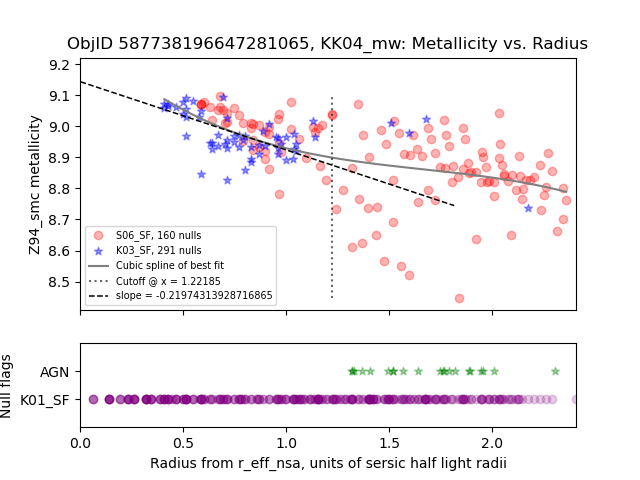 ObjID 587738196647281065, KK04_mw: Metallicity vs. Radius
9.2
9.1
9.0
8.9
8.8
8.7
8.6
8.5
Z94_smc metallicity
S06_SF, 160 nulls
K03_SF, 291 nulls
Cubic spline of best fit
Cutoff @ x = 1.22185
slope = -0.21974313928716865
Null flags
AGN
K01_SF
0.0 0.5 1.0 1.5 2.0
Radius from r_eff_nsa, units of sersic half light radii